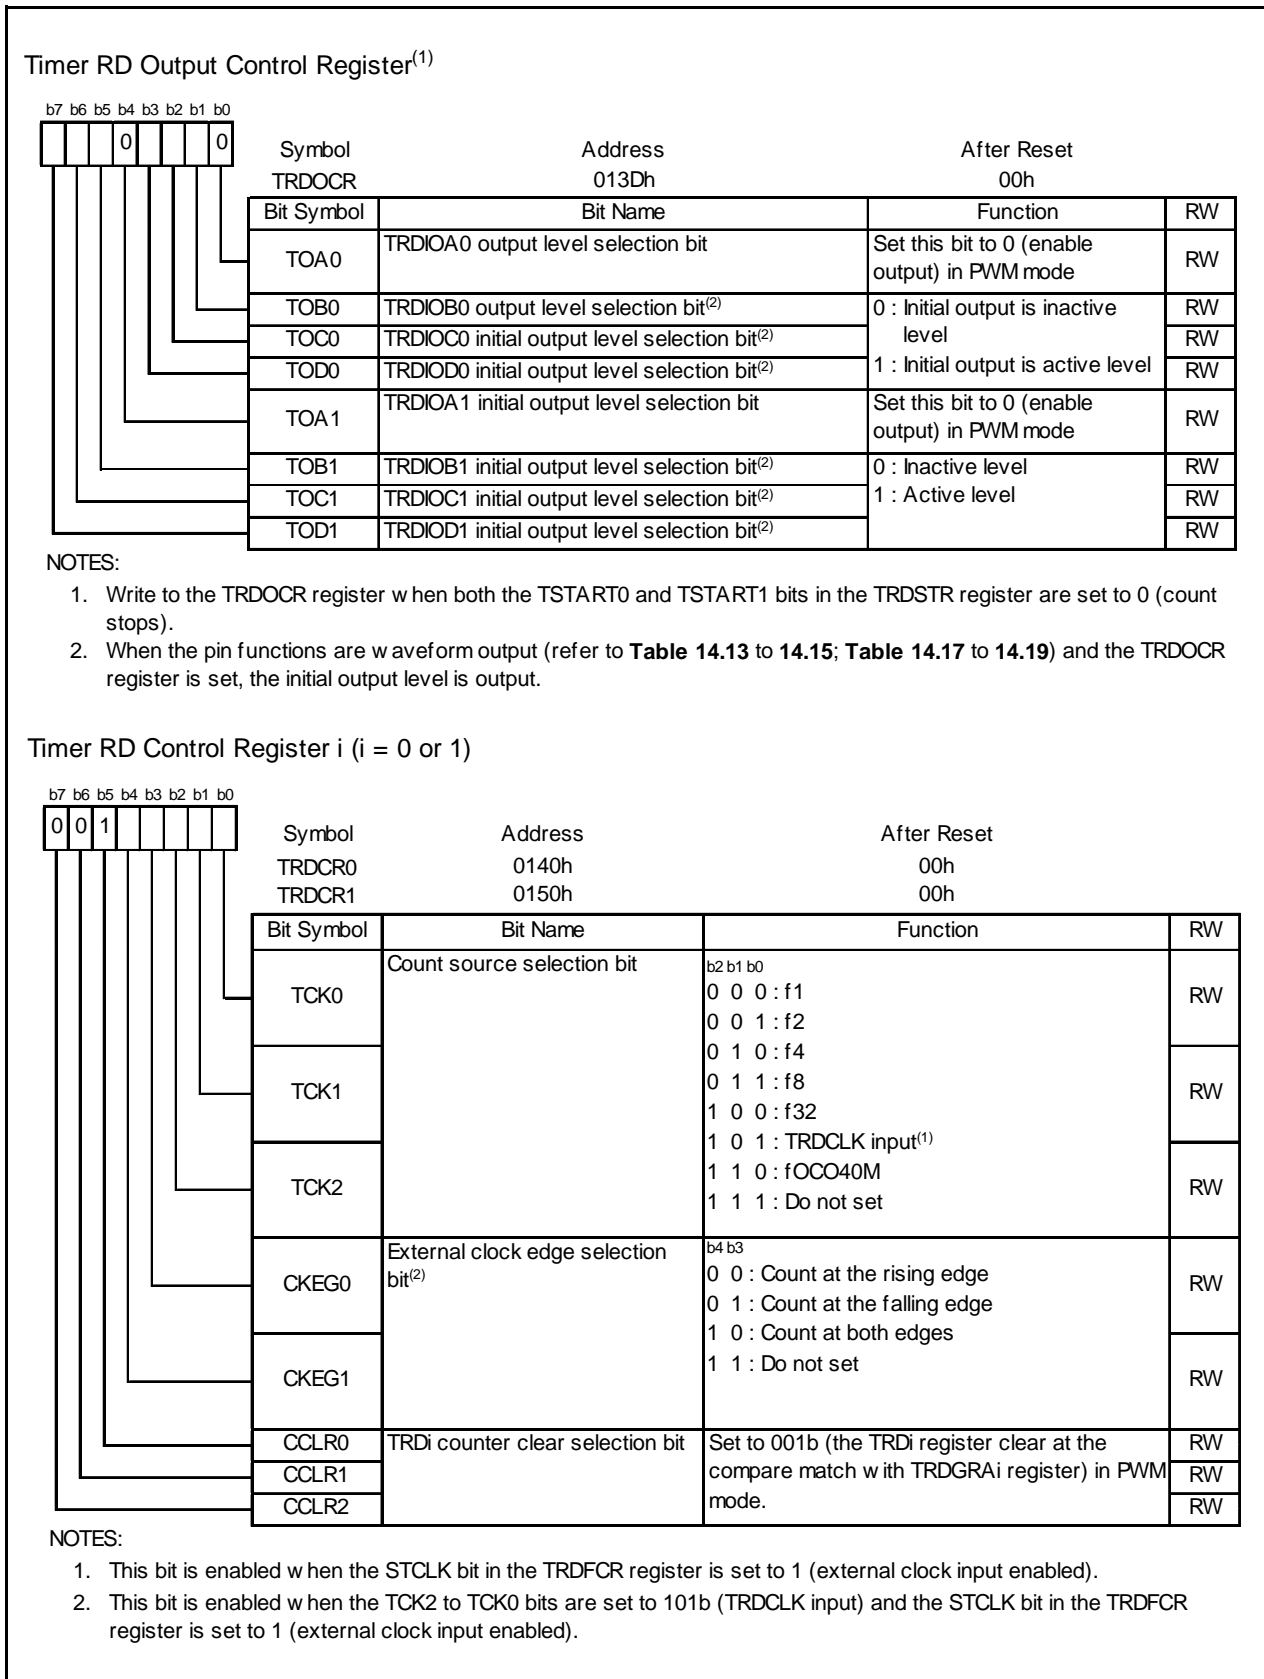 Timer RD Output Control Register(1)
b7 b6 b5 b4 b3 b2 b1 b0
0 0
Symbol Address After Reset
TRDOCR 013Dh 00h
Bit Symbol Bit Name Function RW
TOA0 TRDIOA0 output level selection bit Set this bit to 0 (enable output) in PWM mode RW
TOB0 TRDIOB0 output level selection bit(2) 0 : Initial output is inactive level RW
TOC0 TRDIOC0 initial output level selection bit(2) RW
TOD0 TRDIOD0 initial output level selection bit(2) 1 : Initial output is active level RW
TOA1 TRDIOA1 initial output level selection bit Set this bit to 0 (enable output) in PWM mode RW
TOB1 TRDIOB1 initial output level selection bit(2) 0 : Inactive level RW
TOC1 TRDIOC1 initial output level selection bit(2) 1 : Active level RW
TOD1 TRDIOD1 initial output level selection bit(2) RW
NOTES:
1. Write to the TRDOCR register when both the TSTART0 and TSTART1 bits in the TRDSTR register are set to 0 (count
stops).
2. When the pin functions are waveform output (refer to Table 14.13 to 14.15; Table 14.17 to 14.19) and the TRDOCR
register is set, the initial output level is output.
Timer RD Control Register i (i = 0 or 1)
b7 b6 b5 b4 b3 b2 b1 b0
0 0 1
Symbol Address After Reset
TRDCR0 0140h 00h
TRDCR1 0150h 00h
Bit Symbol Bit Name Function RW
TCK0 Count source selection bit RW
b2 b1 b0
0 0 0 : f1
0 0 1 : f2
0 1 0 : f4
TCK1 0 1 1 : f8 RW
1 0 0 : f32
1 0 1 : TRDCLK input(1)
TCK2 1 1 0 : fOCO40M RW
1 1 1 : Do not set
External clock edge selection
bit(2)
b4 b3
CKEG0 0 0 : Count at the rising edge RW
0 1 : Count at the falling edge
1 0 : Count at both edges
CKEG1 1 1 : Do not set RW
CCLR0 TRDi counter clear selection bit Set to 001b (the TRDi register clear at the RW
CCLR1 compare match with TRDGRAi register) in PWM RW
CCLR2 mode. RW
NOTES:
1. This bit is enabled when the STCLK bit in the TRDFCR register is set to 1 (external clock input enabled).
2. This bit is enabled when the TCK2 to TCK0 bits are set to 101b (TRDCLK input) and the STCLK bit in the TRDFCR
register is set to 1 (external clock input enabled).